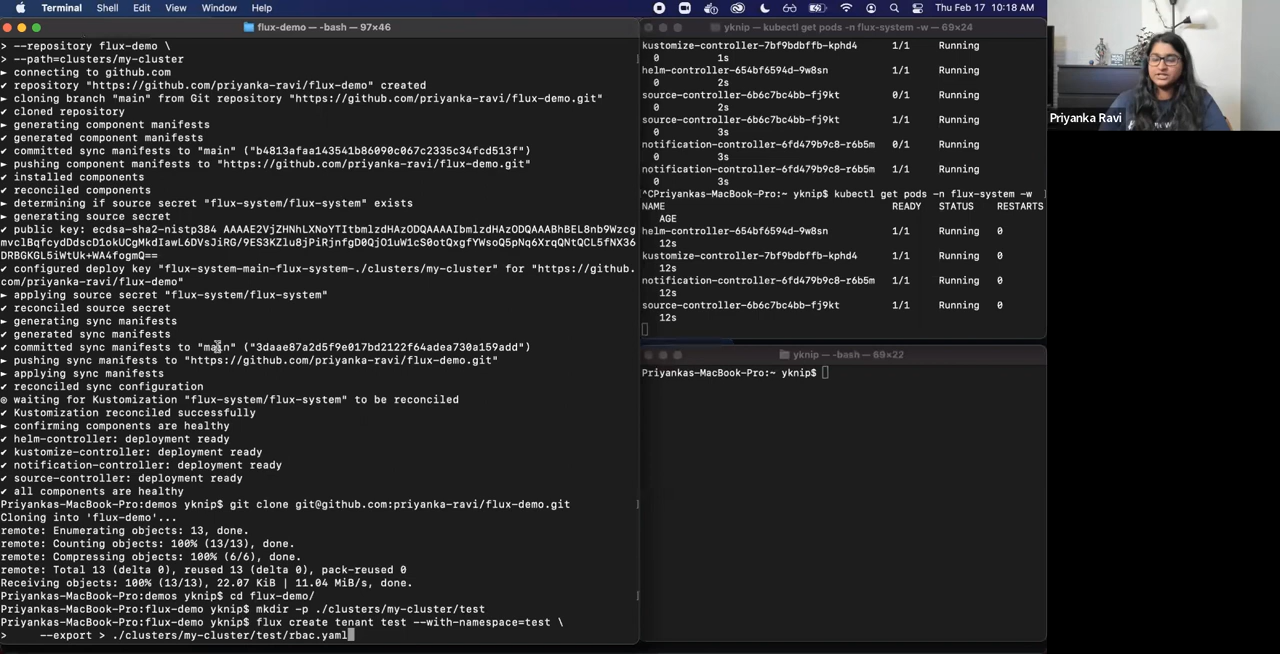 Terminal Shell Edit View Window Help
Thu Feb 17 10:18 AM
flux-demo — -bash — 97×46
> --repository flux-demo \
> --path=clusters/my-cluster
► connecting to github.com
✔ repository "https://github.com/priyanka-ravi/flux-demo" created
► cloning branch "main" from Git repository "https://github.com/priyanka-ravi/flux-demo.git"
✔ cloned repository
► generating component manifests
✔ generated component manifests
✔ committed sync manifests to "main" ("b4813afaa143541b86090c067c2335c34fcd513f")
► pushing component manifests to "https://github.com/priyanka-ravi/flux-demo.git"
✔ installed components
✔ reconciled components
► determining if source secret "flux-system/flux-system" exists
► generating source secret
✔ public key: ecdsa-sha2-nistp384
✔ configured deploy key "flux-system-main-flux-system-./clusters/my-cluster" for "https://github.
com/priyanka-ravi/flux-demo"
► applying source secret "flux-system/flux-system"
✔ reconciled source secret
► generating sync manifests
✔ generated sync manifests
✔ committed sync manifests to "main" ("3daae87a2d5f9e017bd2122f64adea730a159add")
► pushing sync manifests to "https://github.com/priyanka-ravi/flux-demo.git"
► applying sync manifests
✔ reconciled sync configuration
◎ waiting for Kustomization "flux-system/flux-system" to be reconciled
✔ Kustomization reconciled successfully
► confirming components are healthy
✔ helm-controller: deployment ready
✔ kustomize-controller: deployment ready
✔ notification-controller: deployment ready
✔ source-controller: deployment ready
✔ all components are healthy
Priyankas-MacBook-Pro:demos yknip$ git clone git@github.com:priyanka-ravi/flux-demo.git
Cloning into 'flux-demo'...
remote: Enumerating objects: 13, done.
remote: Counting objects: 100% (13/13), done.
remote: Compressing objects: 100% (6/6), done.
remote: Total 13 (delta 0), reused 13 (delta 0), pack-reused 0
Receiving objects: 100% (13/13), 22.07 KiB | 11.04 MiB/s, done.
Priyankas-MacBook-Pro:demos yknip$ cd flux-demo/
Priyankas-MacBook-Pro:flux-demo yknip$ mkdir -p ./clusters/my-cluster/test
Priyankas-MacBook-Pro:flux-demo yknip$ flux create tenant test --with-namespace=test \
> --export > ./clusters/my-cluster/test/rbac.yaml
yknip — kubectl get pods -n flux-system -w — 69×24
kustomize-controller-7bf9bdbffb-kphd4 1/1 Running
0 1s
helm-controller-654bf6594d-9w8sn 1/1 Running
0 2s
source-controller-6b6c7bc4bb-fj9kt 0/1 Running
0 2s
source-controller-6b6c7bc4bb-fj9kt 1/1 Running
0 3s
notification-controller-6fd479b9c8-r6b5m 0/1 Running
0 3s
notification-controller-6fd479b9c8-r6b5m 1/1 Running
0 3s
^CPriyankas-MacBook-Pro:~ yknip$ kubectl get pods -n flux-system -w
NAME READY STATUS RESTARTS
AGE
helm-controller-654bf6594d-9w8sn 1/1 Running 0
12s
kustomize-controller-7bf9bdbffb-kphd4 1/1 Running 0
12s
notification-controller-6fd479b9c8-r6b5m 1/1 Running 0
12s
source-controller-6b6c7bc4bb-fj9kt 1/1 Running 0
12s
yknip — -bash — 69×22
Priyankas-MacBook-Pro:~ yknip$
Priyanka Ravi